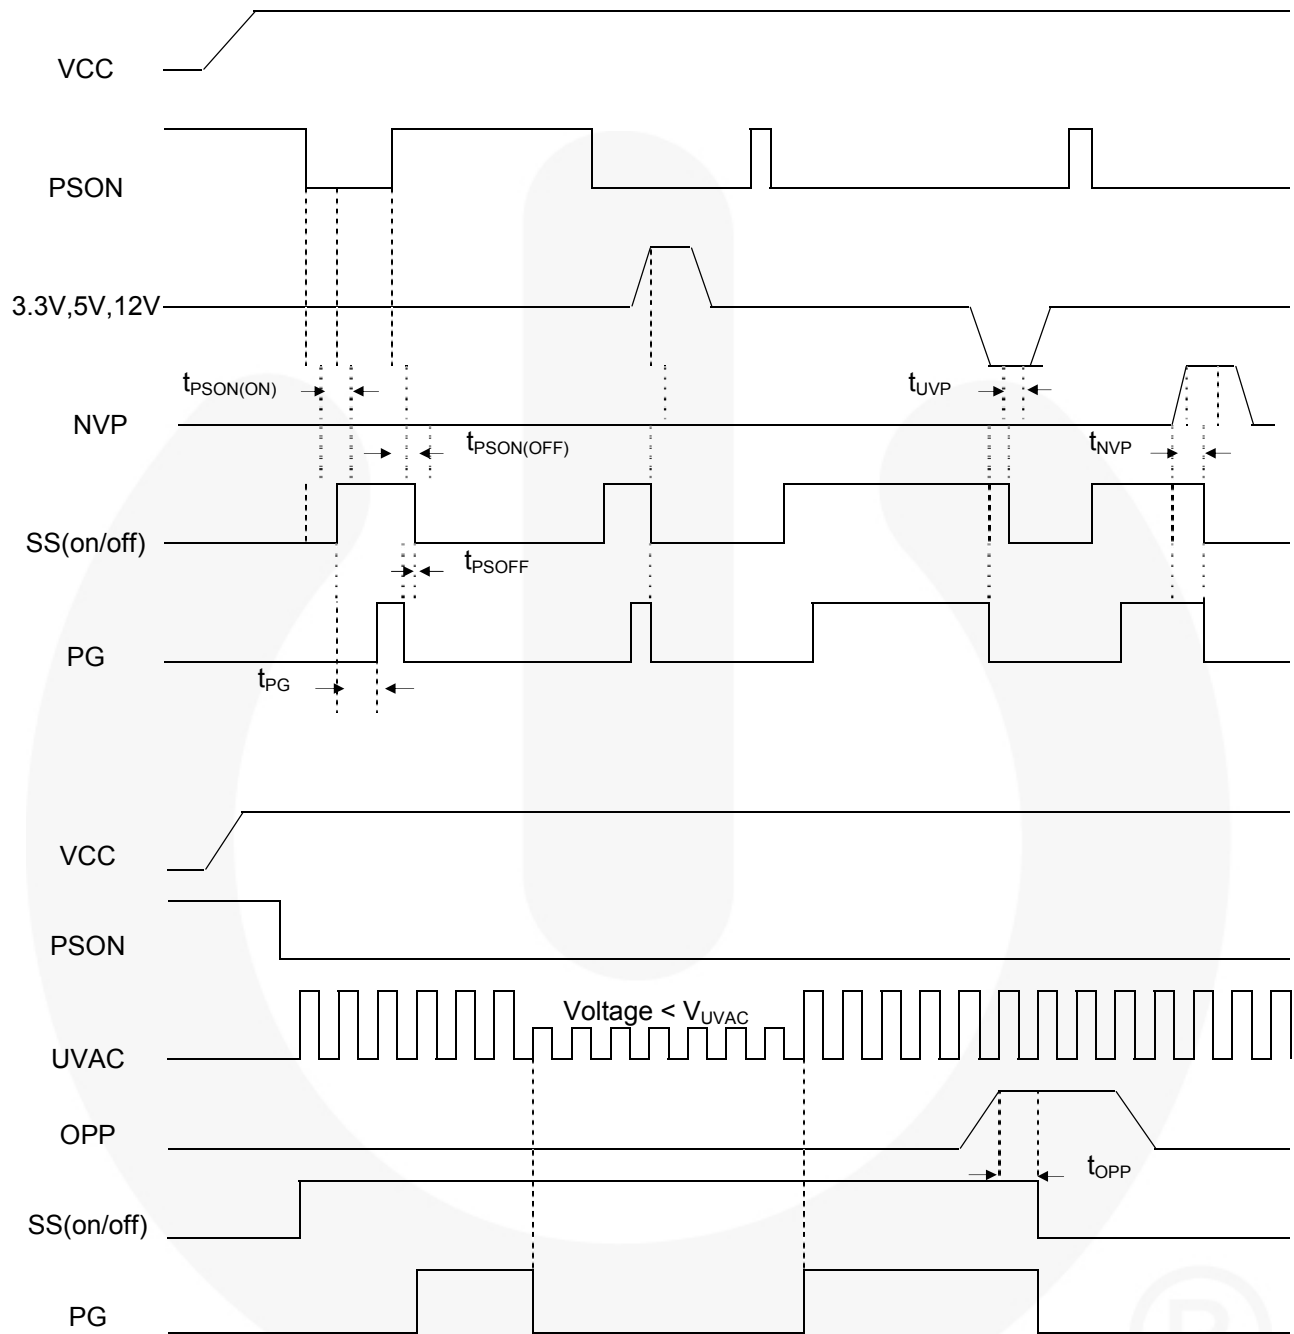 VCC
PSON
3.3V,5V,12V
tPSON(ON)
tUVP
NVP
tPSON(OFF)
tNVP
SS(on/off)
tPSOFF
PG
tPG
VCC
PSON
Voltage < VUVAC
UVAC
OPP
tOPP
SS(on/off)
PG
R